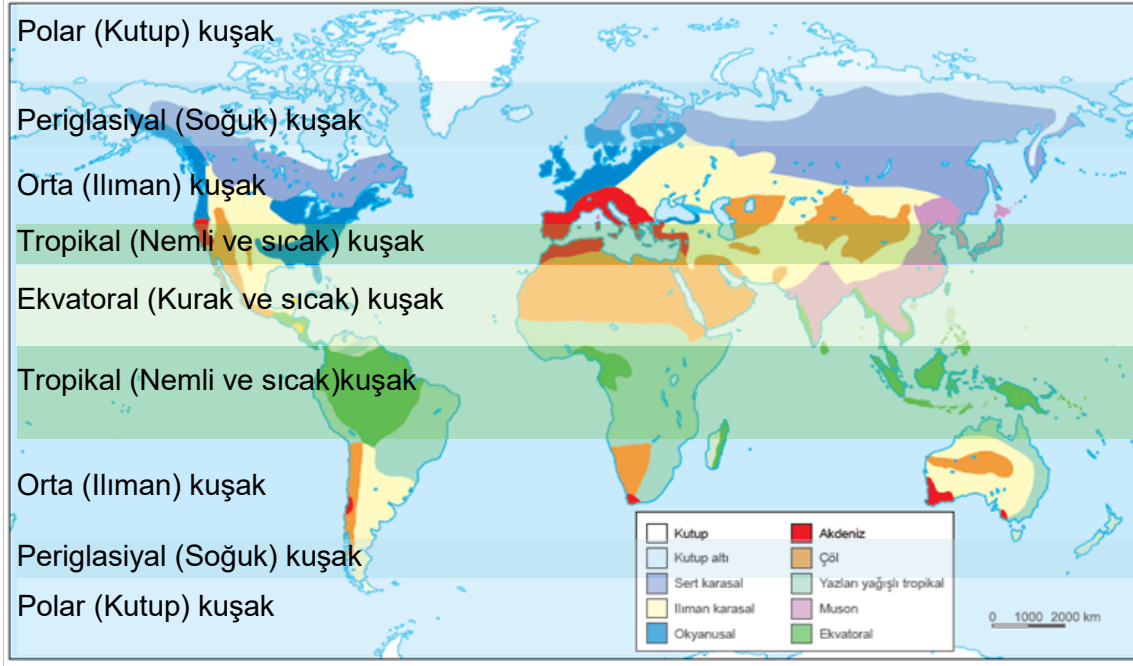 Polar (Kutup) kuşak
Periglasiyal (Soğuk) kuşak
Orta (Ilıman) kuşak
Tropikal (Nemli ve sıcak) kuşak
Ekvatoral (Kurak ve sıcak) kuşak
Tropikal (Nemli ve sıcak)kuşak
Orta (Ilıman) kuşak
Periglasiyal (Soğuk) kuşak
Polar (Kutup) kuşak
Kutup
Kutup altı
Sert karasal
Ilıman karasal
Okyanusal
Akdeniz
Çöl
Yazları yağışlı tropikal
Muson
Ekvatoral
0 1000 2000 km